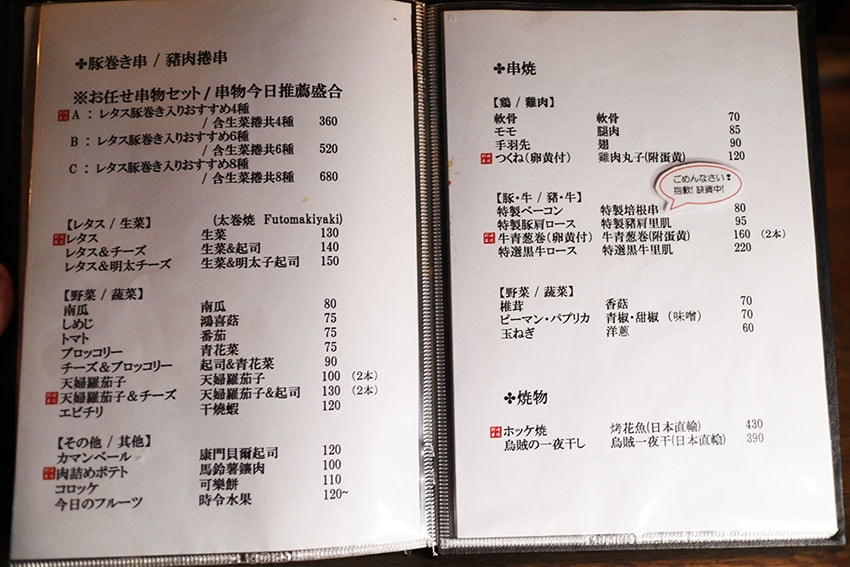 ✤豚巻き串 / 豬肉捲串
※お任せ串物セット / 串物今日推薦盛合
A : レタス豚巻き入りおすすめ4種
/ 含生菜捲共4種 360
B : レタス豚巻き入りおすすめ6種
/ 含生菜捲共6種 520
C : レタス豚巻き入りおすすめ8種
/ 含生菜捲共8種 680
【レタス / 生菜】 (太巻焼 Futomakiyaki)
レタス 生菜 130
レタス&チーズ 生菜&起司 140
レタス&明太チーズ 生菜&明太子起司 150
【野菜 / 蔬菜】
南瓜 南瓜 80
しめじ 鴻喜菇 75
トマト 番茄 75
ブロッコリー 青花菜 75
チーズ&ブロッコリー 起司&青花菜 90
天婦羅茄子 天婦羅茄子 100 (2本)
天婦羅茄子&チーズ 天婦羅茄子&起司 130 (2本)
エビチリ 干燒蝦 120
【その他 / 其他】
カマンベール 康門貝爾起司 120
肉詰めポテト 馬鈴薯鑲肉 100
コロッケ 可樂餅 110
今日のフルーツ 時令水果 120~
✤串焼
【鶏 / 雞肉】
軟骨 軟骨 70
モモ 腿肉 85
手羽先 翅 90
つくね(卵黄付) 雞肉丸子(附蛋黄) 120
ごめんなさい
抱歉! 缺貨中!
【豚・牛 / 豬・牛】
特製ベーコン 特製培根串 80
特製豚肩ロース 特製豬肩里肌 95
牛青葱巻(卵黄付) 牛青葱巻(附蛋黄) 160 (2本)
特選黒牛ロース 特選黒牛里肌 220
【野菜 / 蔬菜】
椎茸 香菇 70
ピーマン・パプリカ 青椒・甜椒 (味噌) 70
玉ねぎ 洋蔥 60
✤焼物
ホッケ焼 烤花魚(日本直輸) 430
烏賊の一夜干し 烏賊一夜干(日本直輸) 390